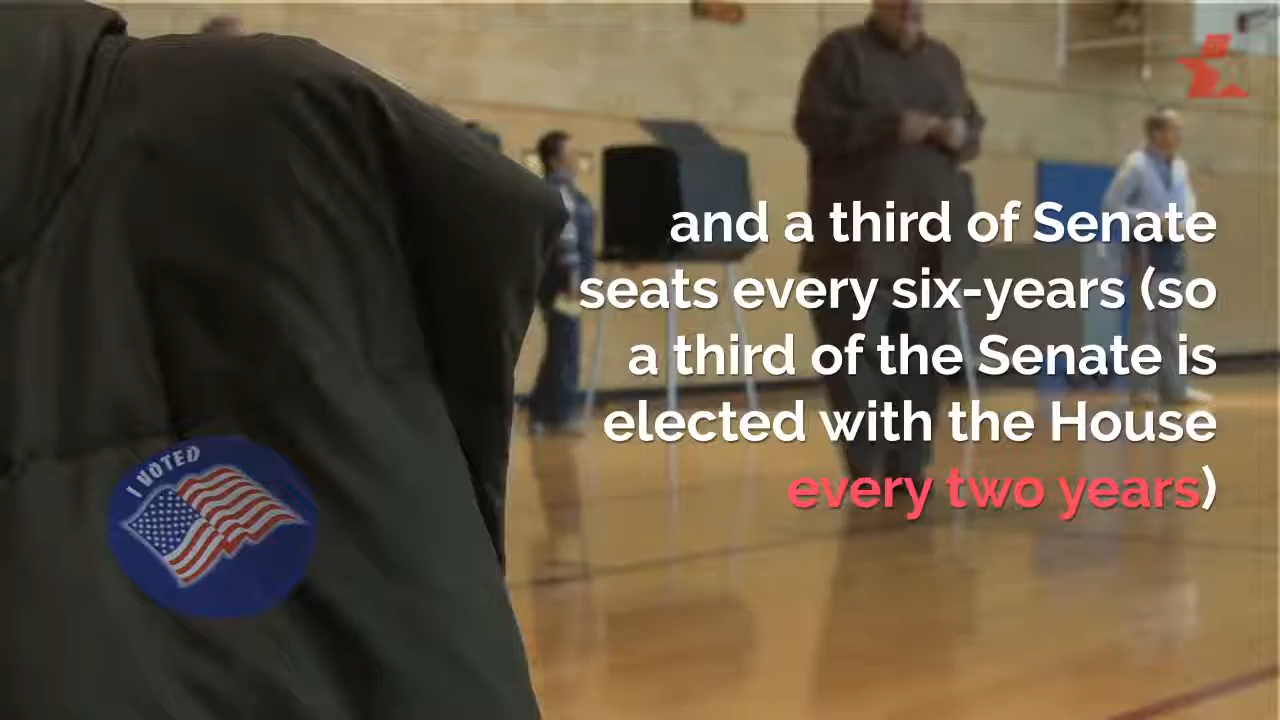 I VOTED
and a third of Senate
seats every six-years (so
a third of the Senate is
elected with the House
every two years)